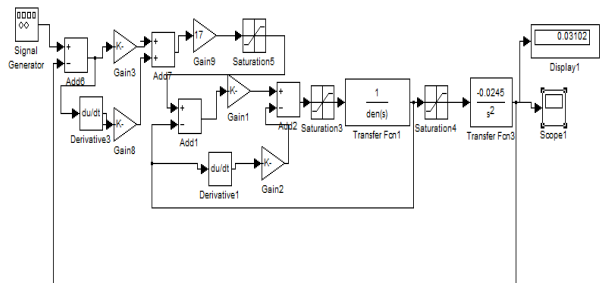 Signal
Generator
+
−
Add6
du/dt
Derivative3
K-
Gain3
K-
Gain8
+
+
Add7
17
Gain9
Saturation5
+
−
Add1
K-
Gain1
du/dt
Derivative1
K-
Gain2
+
−
Add2
Saturation3
1
den(s)
Transfer Fcn1
Saturation4
-0.0245
s2
Transfer Fcn3
0.03102
Display1
Scope1